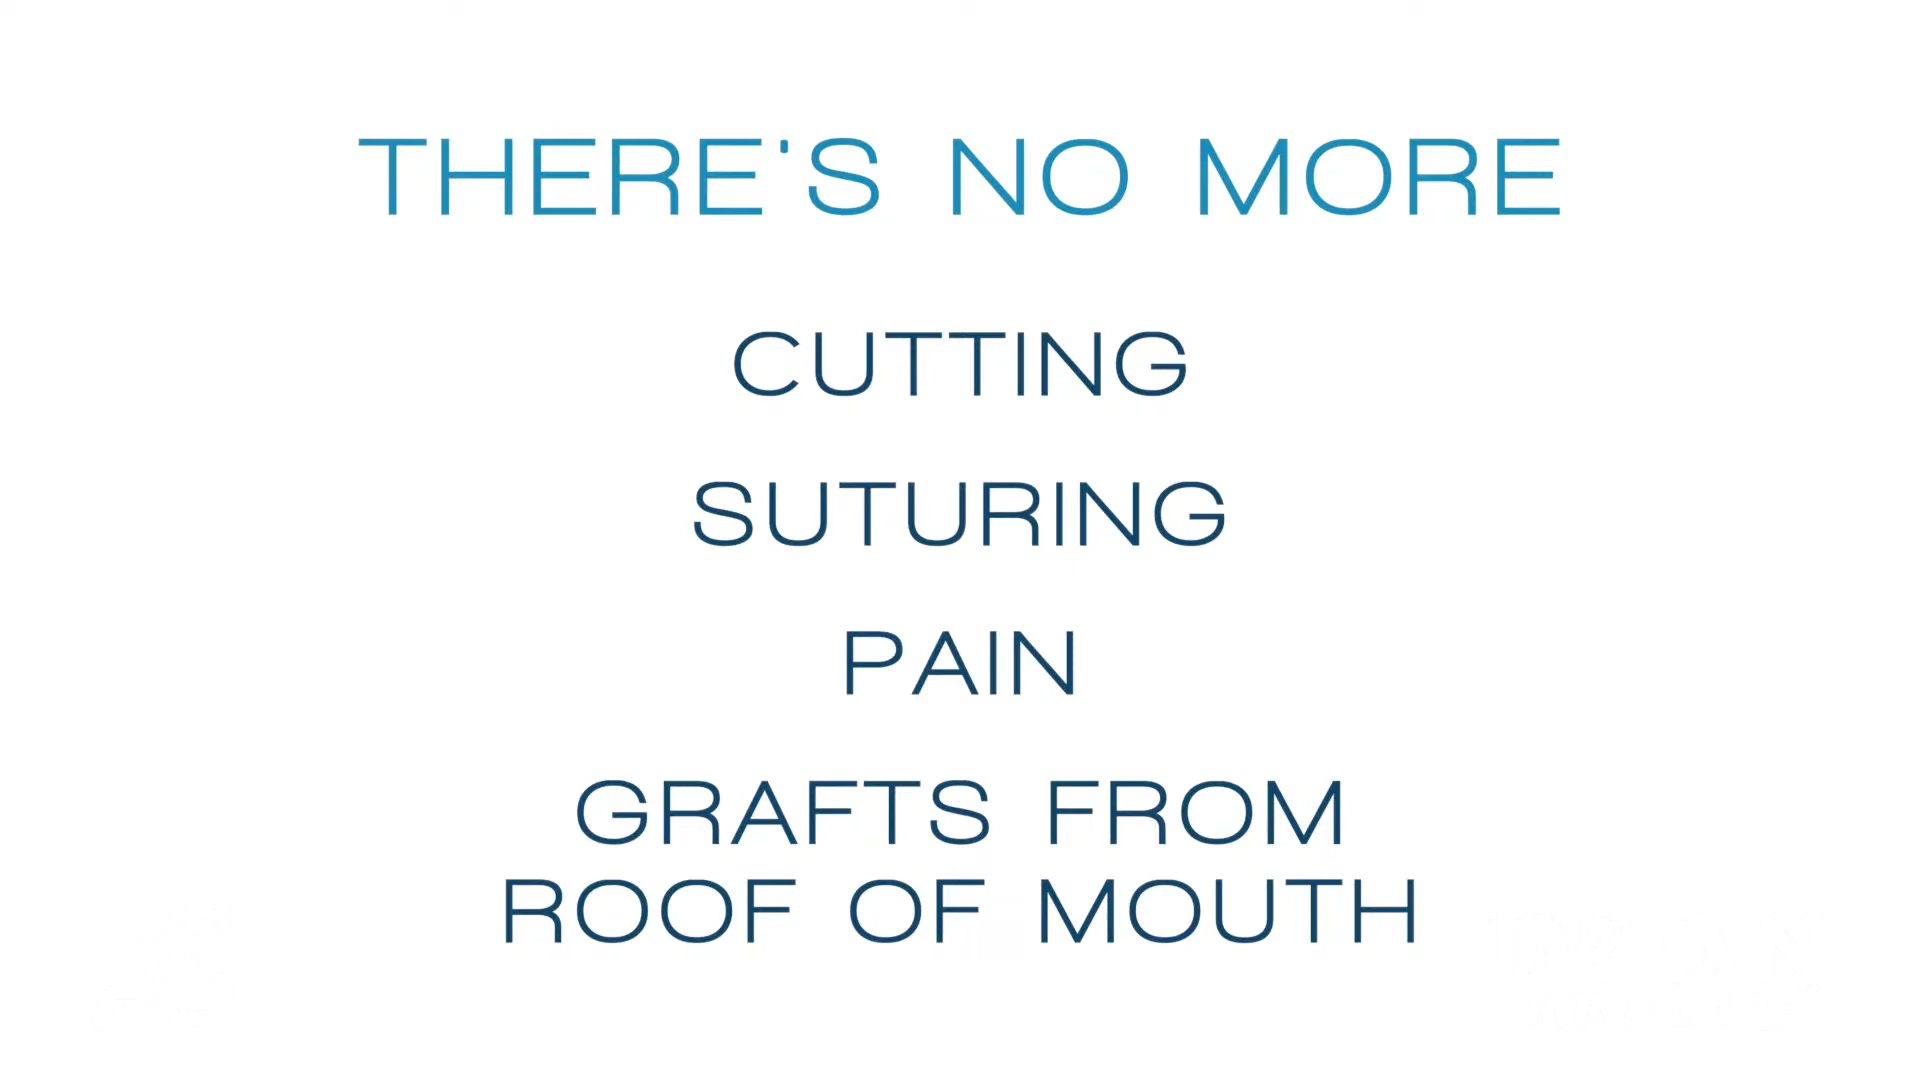 THERE'S NO MORE
CUTTING
SUTURING
PAIN
GRAFTS FROM
ROOF OF MOUTH